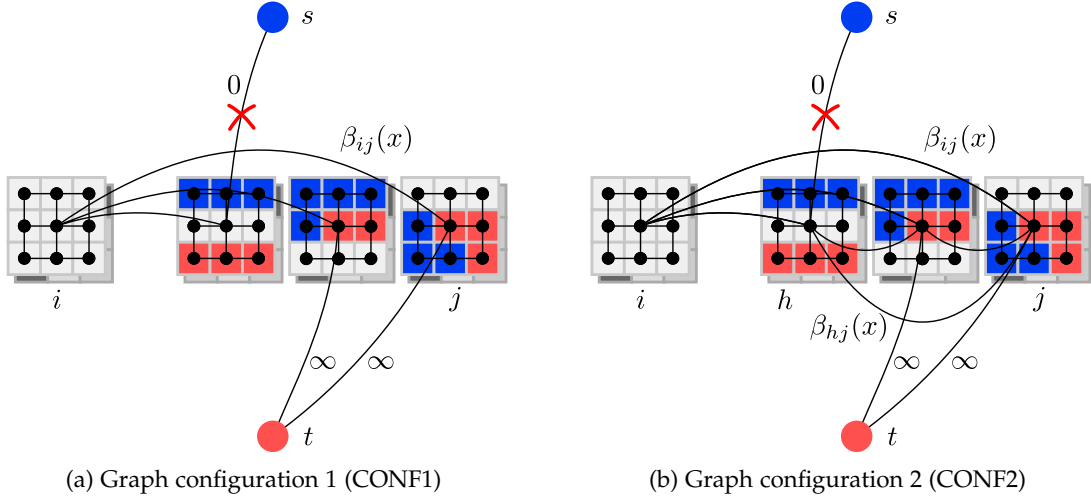 s
s
0
0
β_{ij}(x)
β_{ij}(x)
i
j
i
h
j
β_{hj}(x)
∞
∞
∞
∞
t
t
(a) Graph configuration 1 (CONF1)
(b) Graph configuration 2 (CONF2)